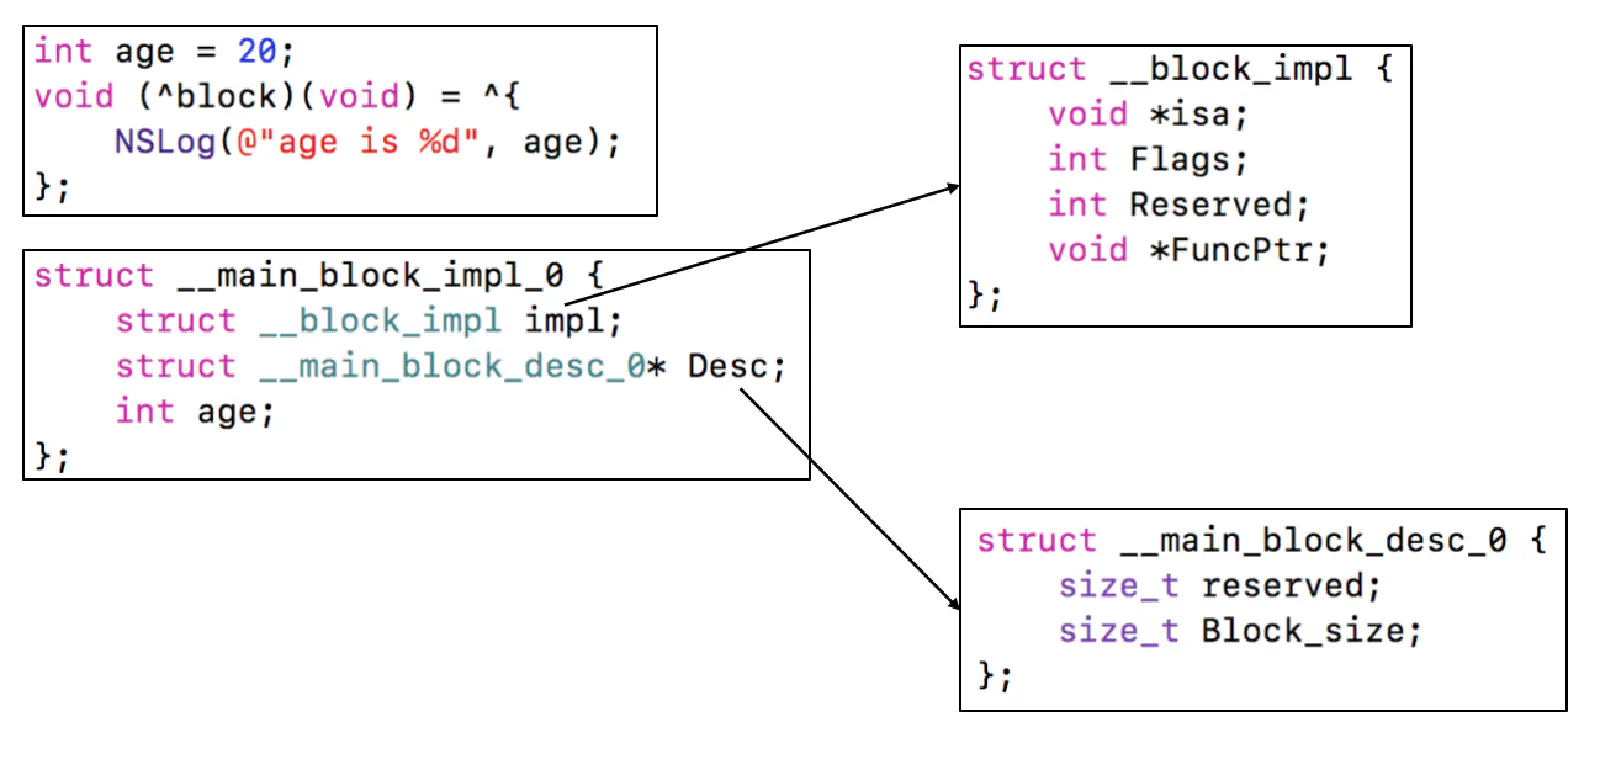 int age = 20;
void (^block)(void) = ^{
    NSLog(@"age is %d", age);
};
struct __main_block_impl_0 {
    struct __block_impl impl;
    struct __main_block_desc_0* Desc;
    int age;
};
struct __block_impl {
    void *isa;
    int Flags;
    int Reserved;
    void *FuncPtr;
};
struct __main_block_desc_0 {
    size_t reserved;
    size_t Block_size;
};